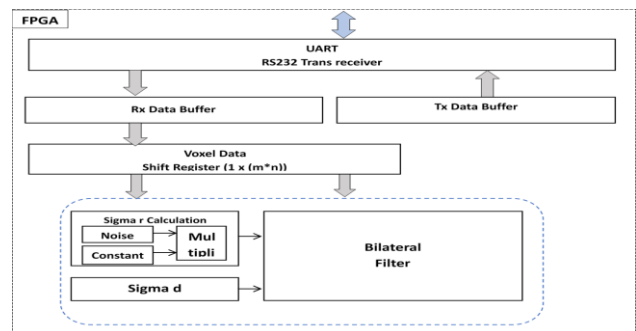 FPGA
UART
RS232 Trans receiver
Rx Data Buffer
Tx Data Buffer
Voxel Data
Shift Register (1 x (m*n))
Sigma r Calculation
Noise
Mul
tipli
Constant
Bilateral
Filter
Sigma d